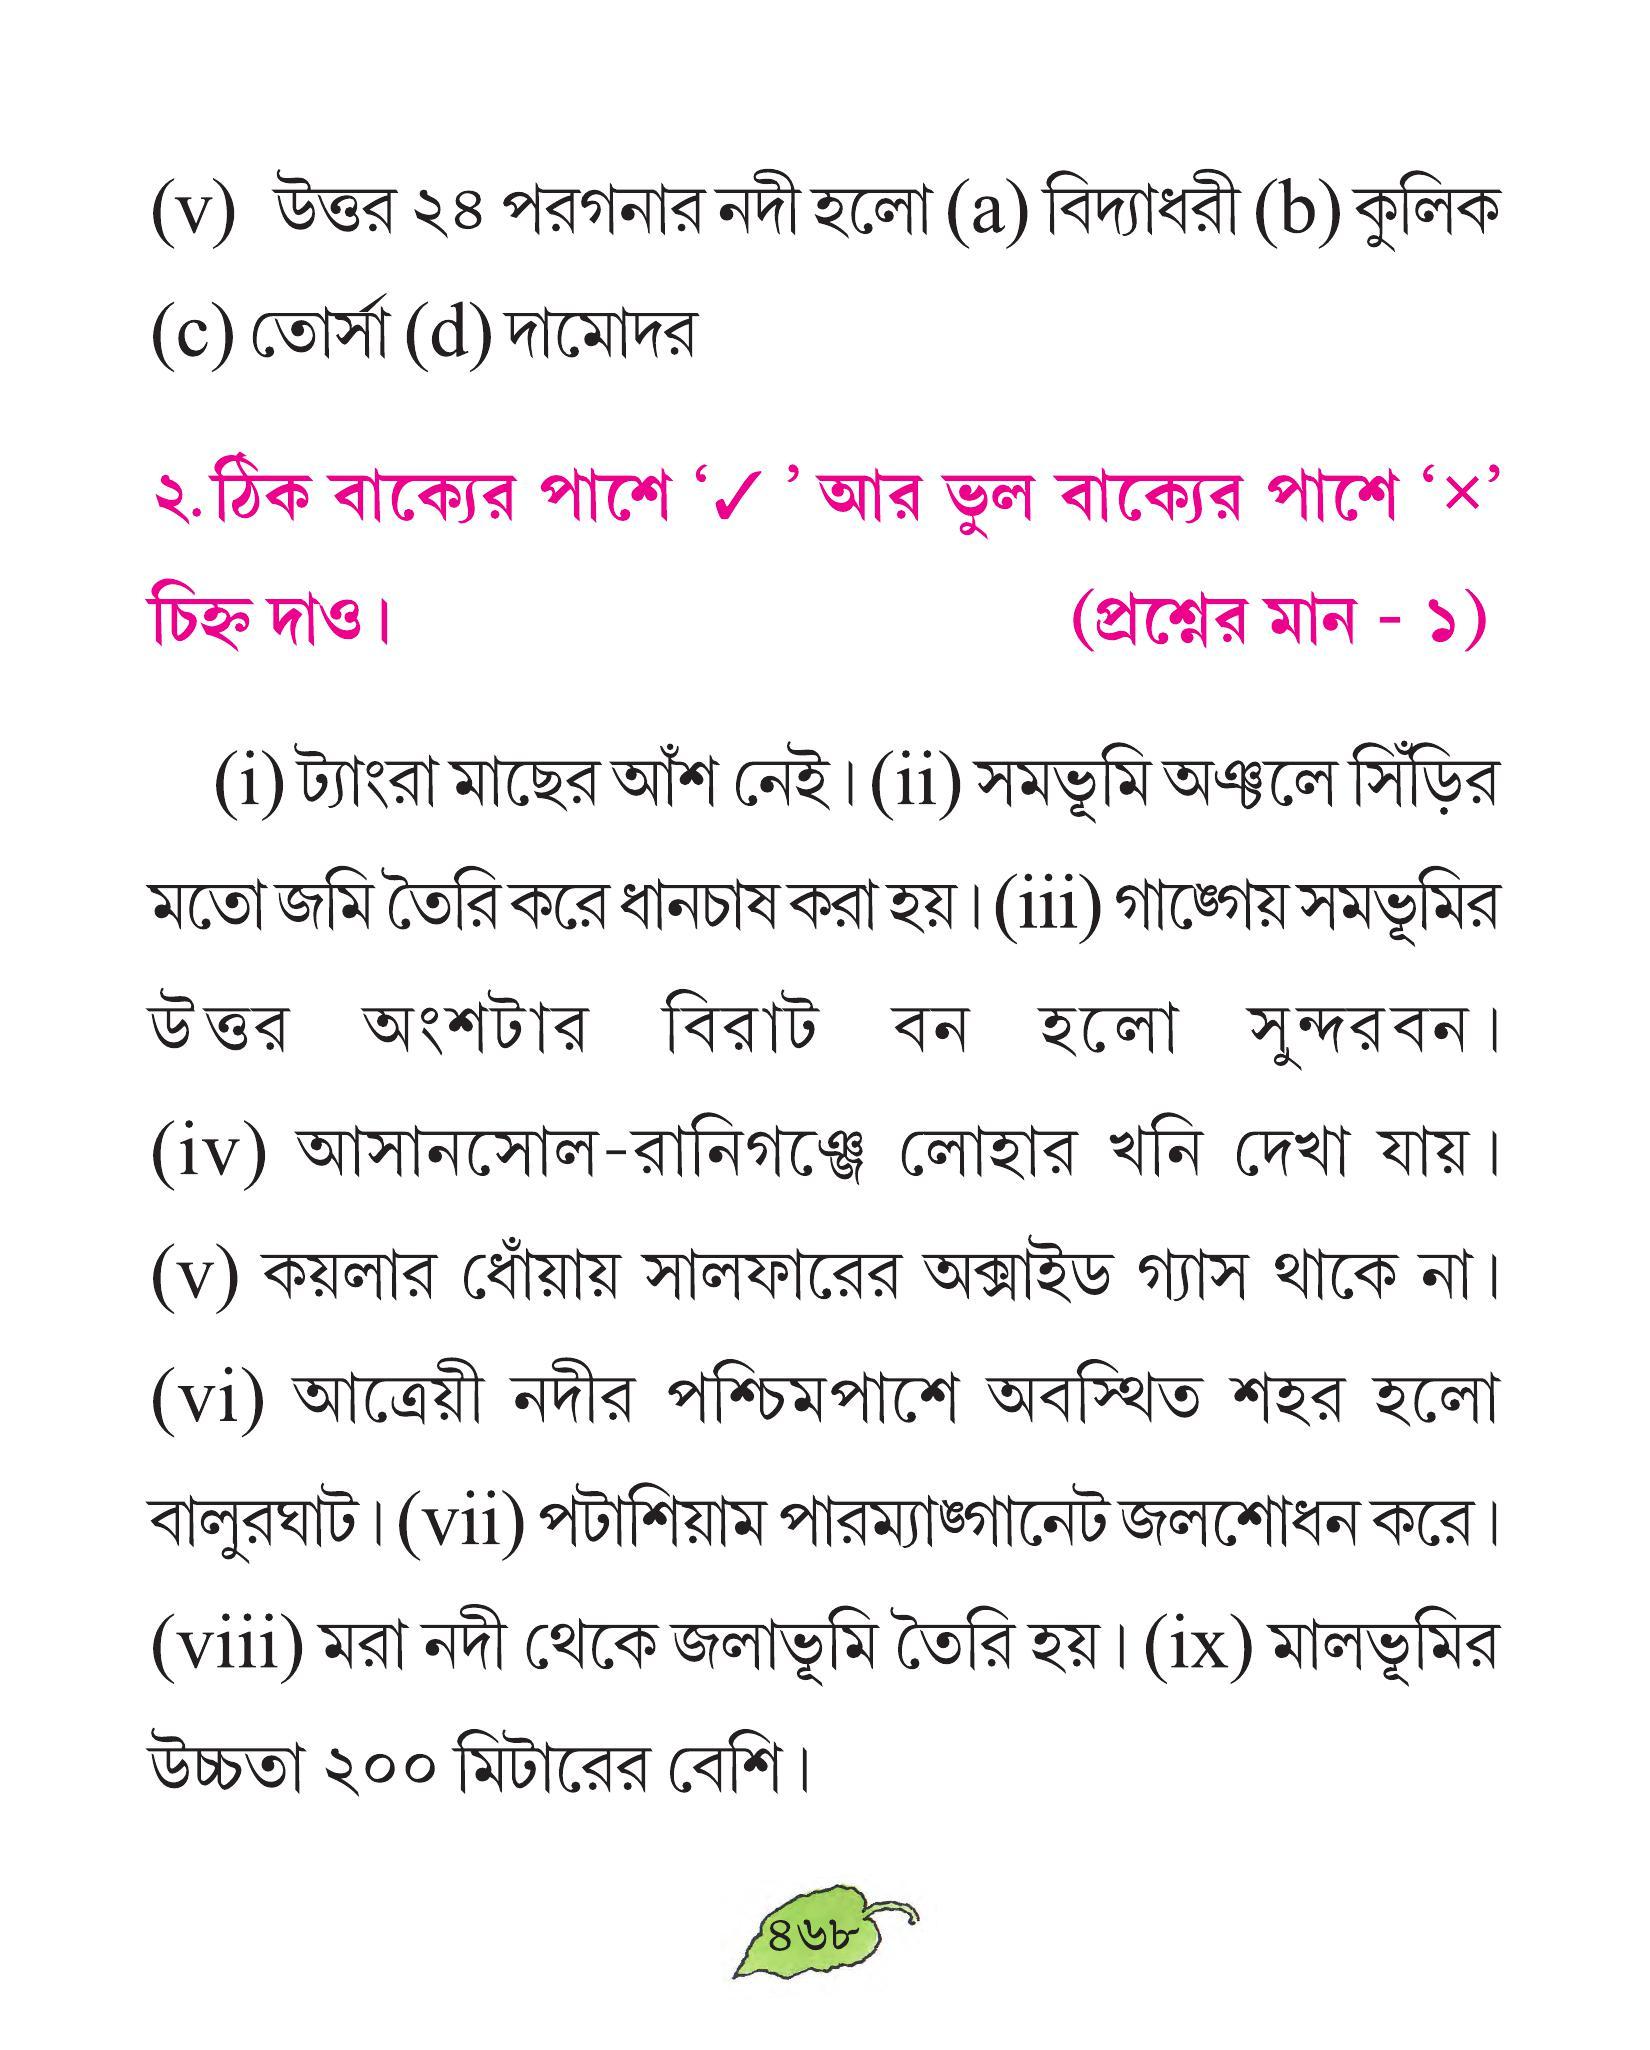 (v) উত্তর ২৪ পরগনার নদী হলো (a) বিদ্যাধরী (b) কুলিক
(c) তোর্সা (d) দামোদর
২. ঠিক বাক্যের পাশে ‘✓ ’ আর ভুল বাক্যের পাশে ‘×’
চিহ্ন দাও। (প্রশ্নের মান - ১)
(i) ট্যাংরা মাছের আঁশ নেই। (ii) সমভূমি অঞ্চলে সিঁড়ির
মতো জমি তৈরি করে ধানচাষ করা হয়। (iii) গাঙ্গেয় সমভূমির
উত্তর অংশটার বিরাট বন হলো সুন্দরবন।
(iv) আসানসোল-রানিগঞ্জে লোহার খনি দেখা যায়।
(v) কয়লার ধোঁয়ায় সালফারের অক্সাইড গ্যাস থাকে না।
(vi) আত্রেয়ী নদীর পশ্চিমপাশে অবস্থিত শহর হলো
বালুরঘাট। (vii) পটাশিয়াম পারম্যাঙ্গানেট জলশোধন করে।
(viii) মরা নদী থেকে জলাভূমি তৈরি হয়। (ix) মালভূমির
উচ্চতা ২০০ মিটারের বেশি।
৪৬৮